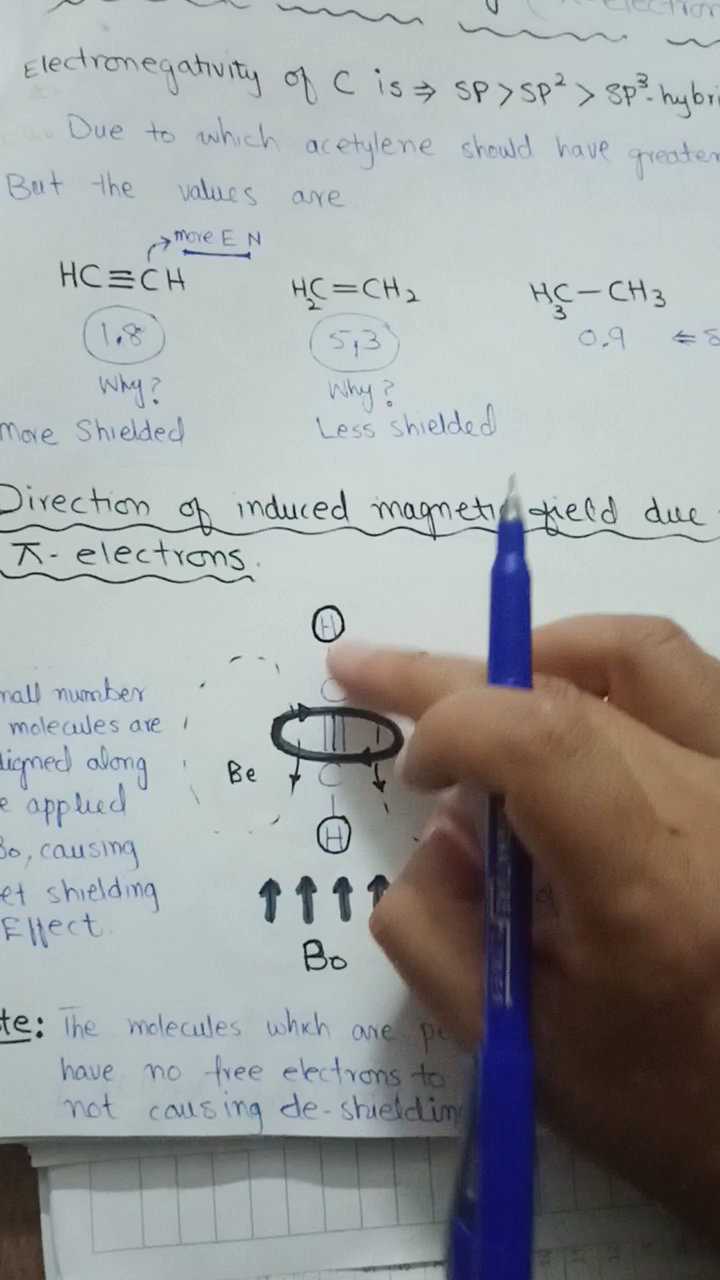 Electronegativity of C is ⇒ SP > SP² > SP³-hybri
Due to which acetylene should have greater
But the values are
more E N
HC≡CH H₂C=CH₂ H₃C-CH₃
1,8 5,3 0,9 ⇐ δ
Why? Why?
More Shielded Less shielded
Direction of induced magnetic field due
π- electrons.
H
mall number
C
molecules are
ligned along
Be C
e applied
H
Bo, causing
et shielding
Effect.
Bo
te: The molecules which are
have no free electrons to
not causing de-shieldin